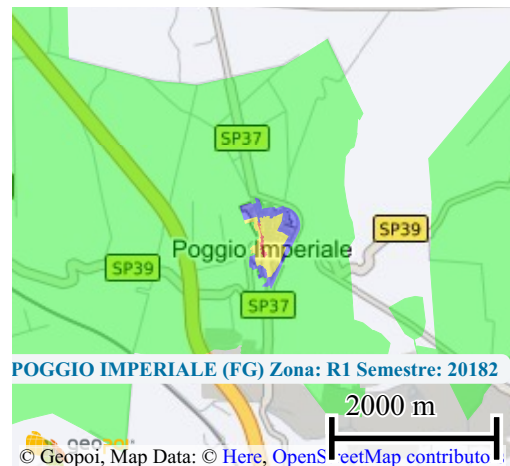 SP37
Poggio Imperiale
SP39
SP39
SP37
POGGIO IMPERIALE (FG) Zona: R1 Semestre: 20182
2000 m
geopoi
© Geopoi, Map Data: © Here, OpenStreetMap contributo